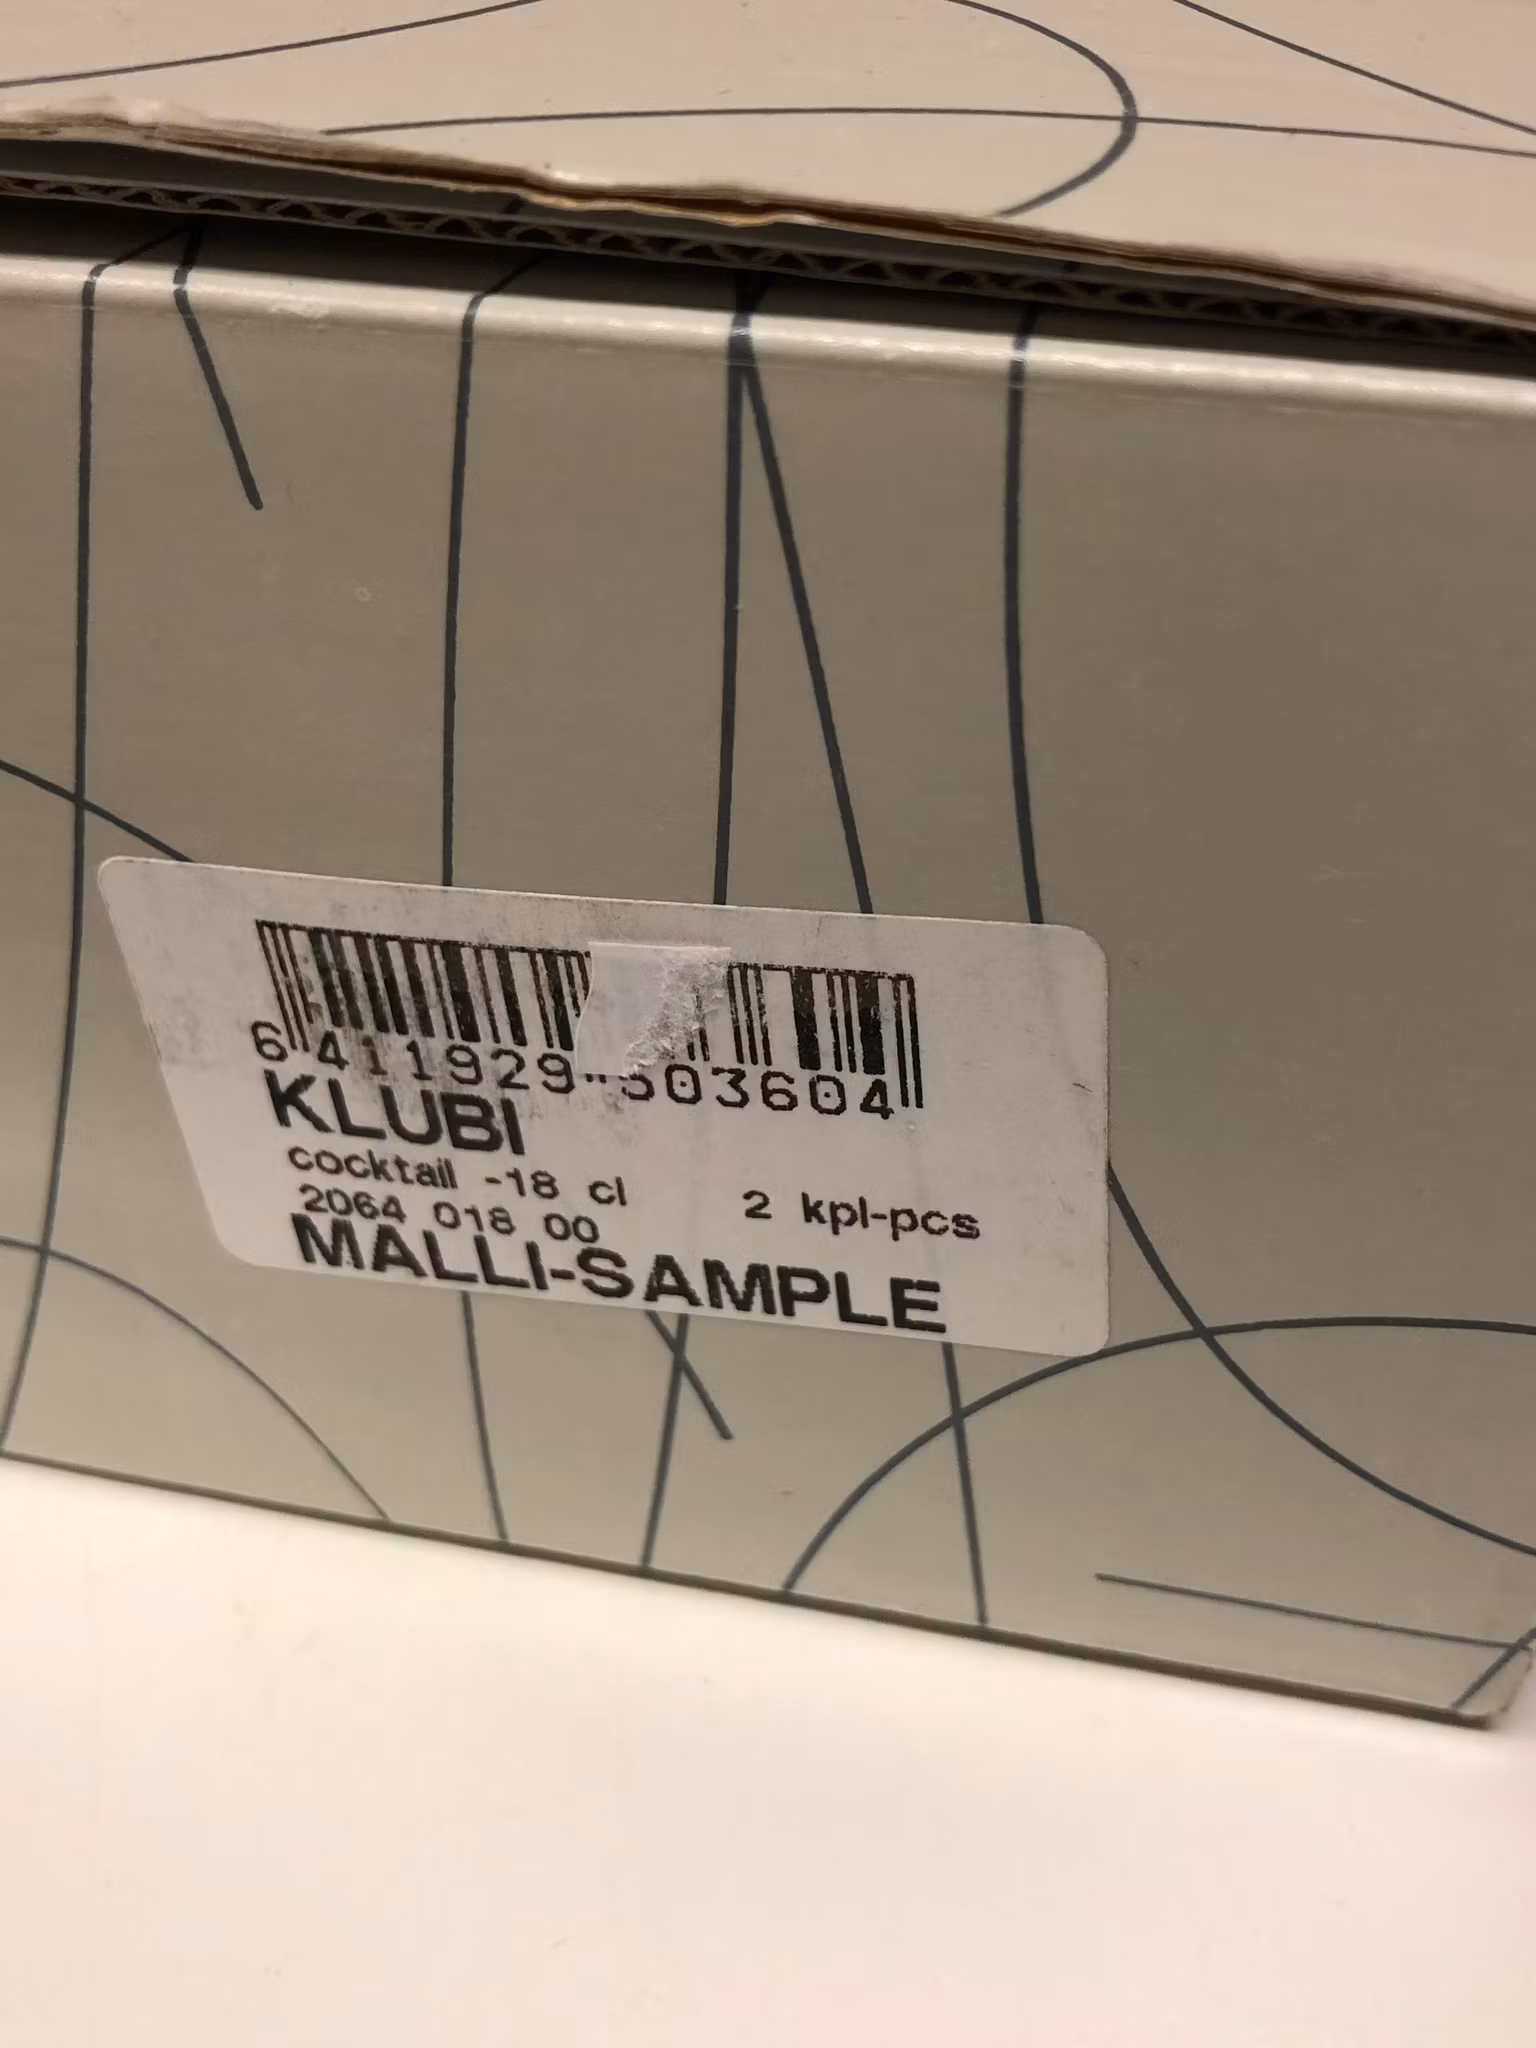 6 411929 503604
KLUBI
cocktail -18 cl 2 kpl-pcs
2064 018 00
MALLI-SAMPLE